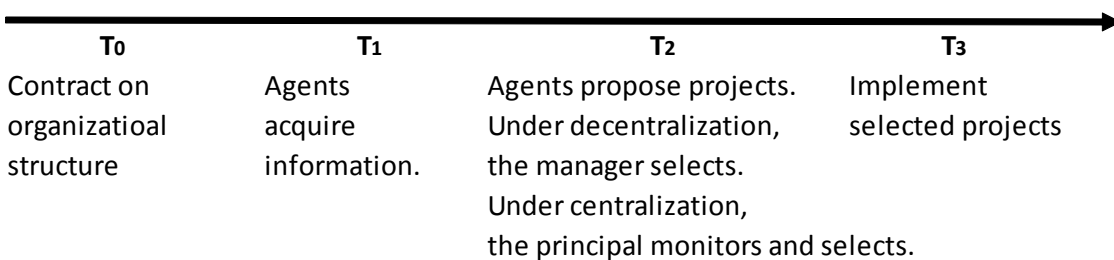 T0 T1 T2 T3
Contract on Agents Agents propose projects. Implement
organizatioal acquire Under decentralization, selected projects
structure information. the manager selects.
Under centralization,
the principal monitors and selects.